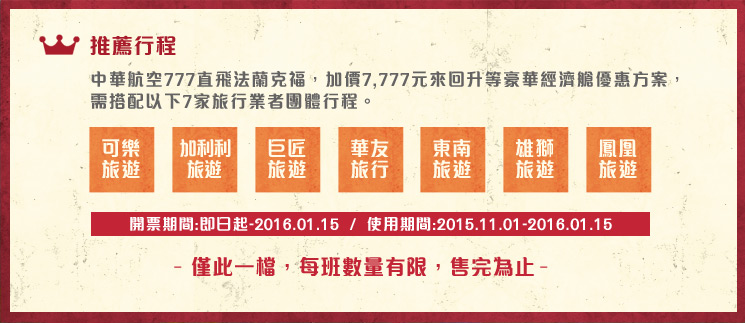 推薦行程
中華航空777直飛法蘭克福，加價7,777元來回升等豪華經濟艙優惠方案，
需搭配以下7家旅行業者團體行程。
可樂旅遊
加利利旅遊
巨匠旅遊
華友旅行
東南旅遊
雄獅旅遊
鳳凰旅遊
開票期間:即日起-2016.01.15 / 使用期間:2015.11.01-2016.01.15
- 僅此一檔，每班數量有限，售完為止 -